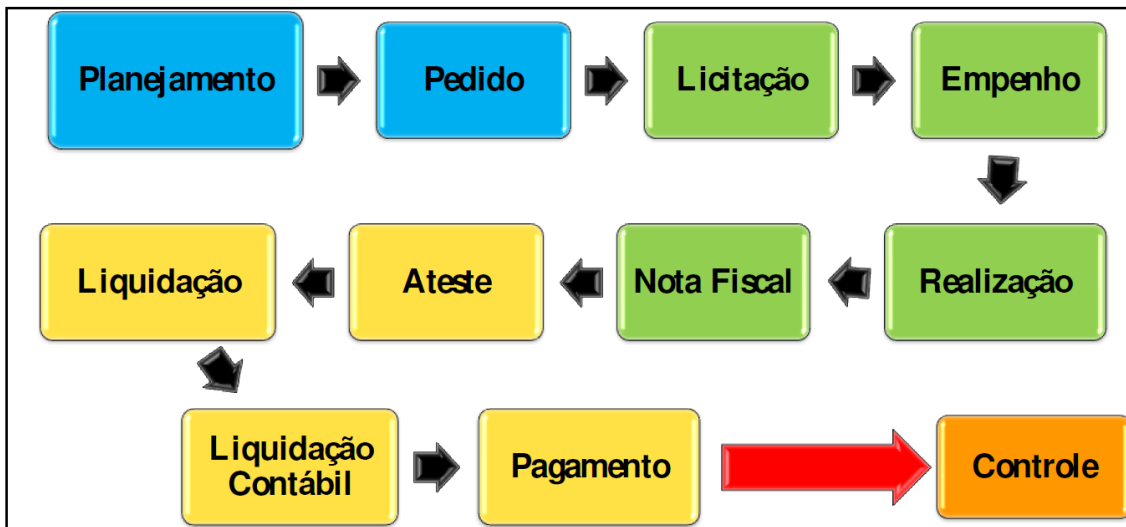 Planejamento
Pedido
Licitação
Empenho
Realização
Nota Fiscal
Ateste
Liquidação
Liquidação
Contábil
Pagamento
Controle